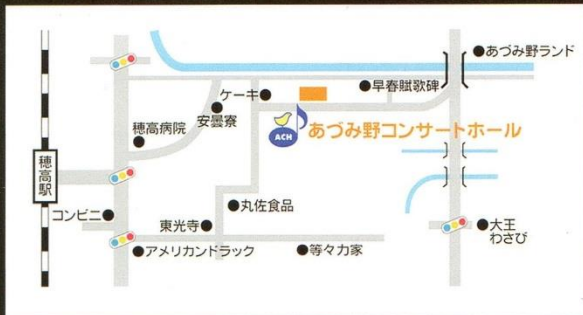 あづみ野ランド
早春賦歌碑
ケーキ
安曇寮
穂高病院
ACH
あづみ野コンサートホール
穂高駅
丸佐食品
コンビニ
東光寺
大王
わさび
アメリカンドラック
等々力家